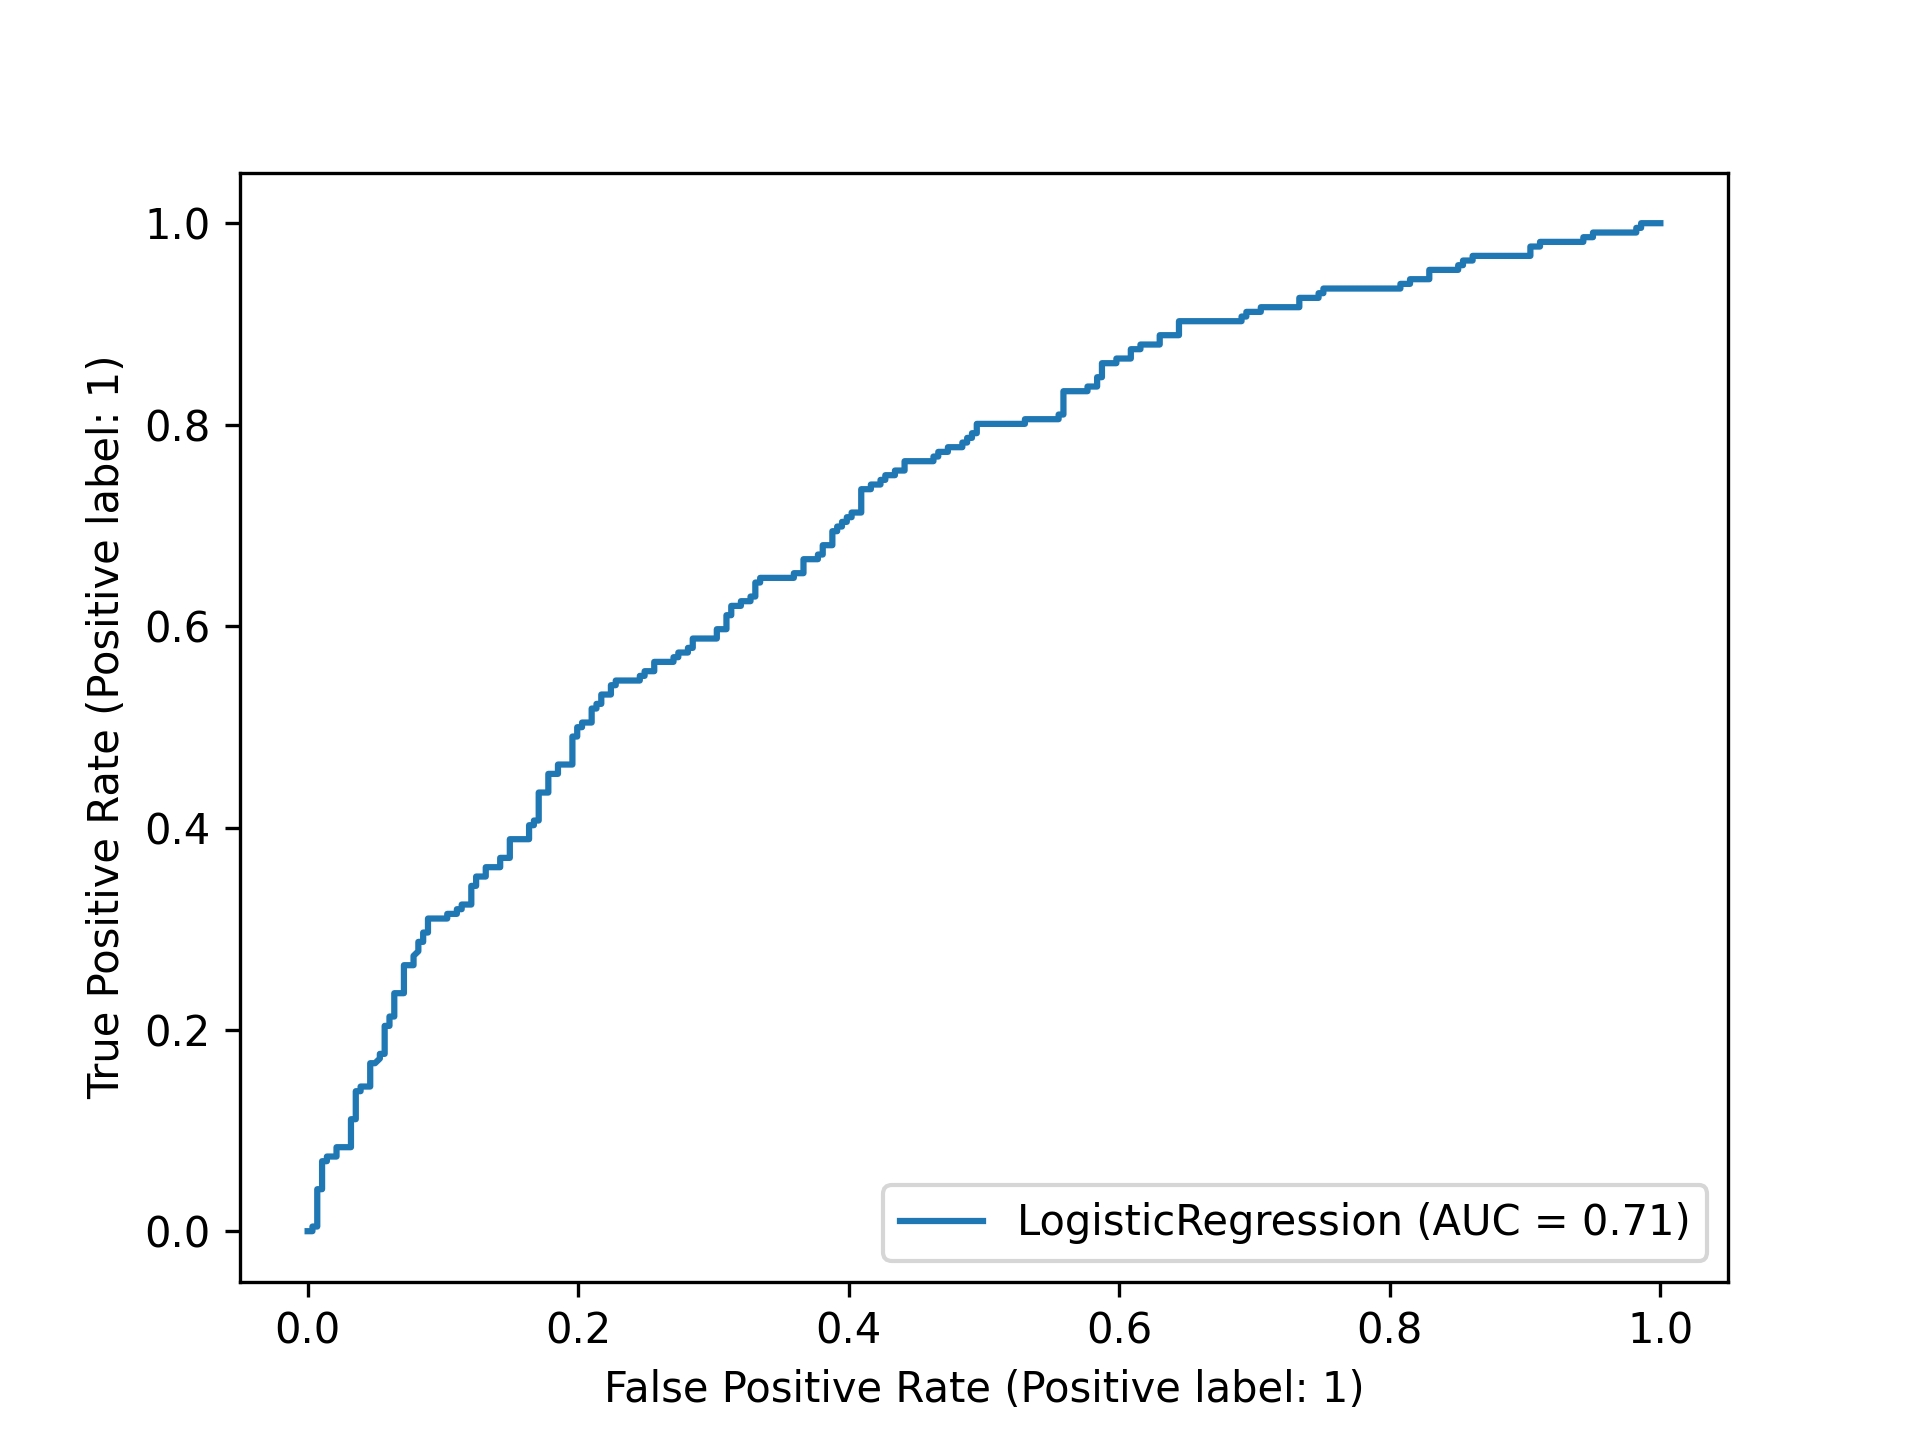 1.0
0.8
0.6
0.4
0.2
0.0
True Positive Rate (Positive label: 1)
LogisticRegression (AUC = 0.71)
0.0 0.2 0.4 0.6 0.8 1.0
False Positive Rate (Positive label: 1)